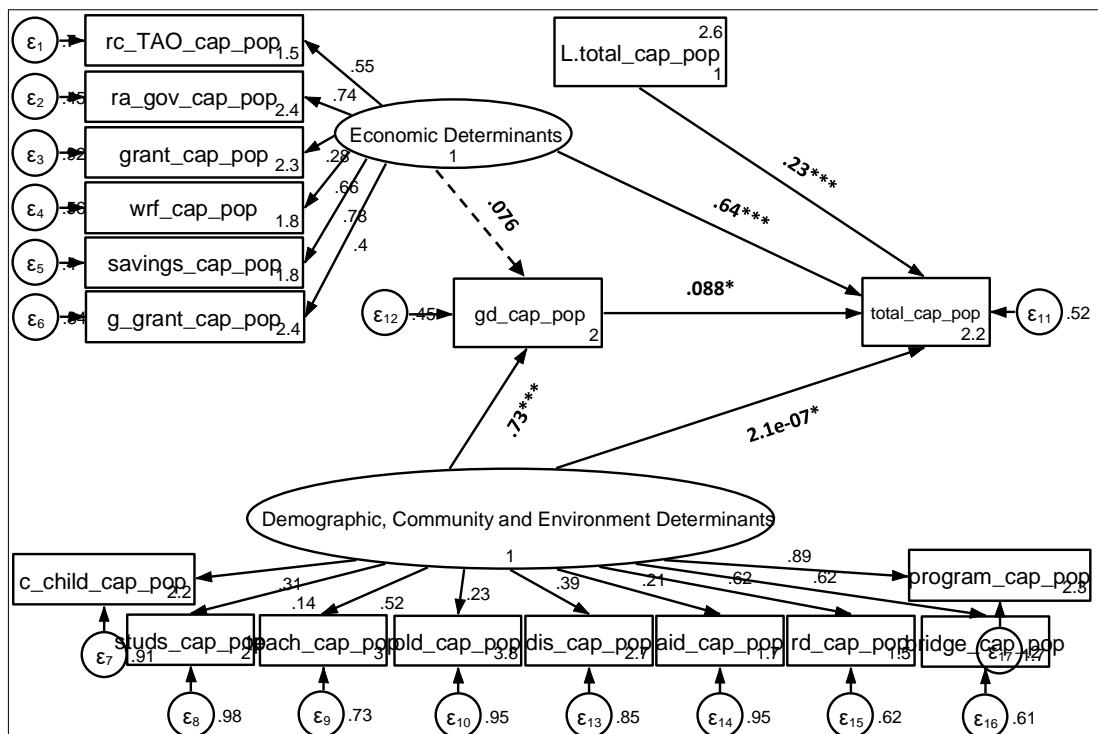 ε1
.7
rc_TAO_cap_pop
1.5
.55
ε2
.45
ra_gov_cap_pop
2.4
.74
ε3
.92
grant_cap_pop
2.3
.28
ε4
.56
wrf_cap_pop
1.8
.66
ε5
.4
savings_cap_pop
1.8
.78
ε6
g_grant_cap_pop
2.4
.4
Economic Determinants
1
2.6
L.total_cap_pop
1
.23***
.64***
.076
ε12
.45
gd_cap_pop
2
.088*
total_cap_pop
2.2
ε11
.52
.73***
2.1e-07*
Demographic, Community and Environment Determinants
1
c_child_cap_pop
2.2
.31
.14
.52
.23
.39
.21
.62
.62
.89
program_cap_pop
2.3
studs_cap_pop
2
cap_pop
3
old_cap_pop
3.8
dis_cap_pop
2.7
aid_cap_pop
1.7
rd_cap_pop
1.5
bridge_cap_pop
ε7
.91
ε8
.98
ε9
.73
ε10
.95
ε13
.85
ε14
.95
ε15
.62
ε16
.61
ε17